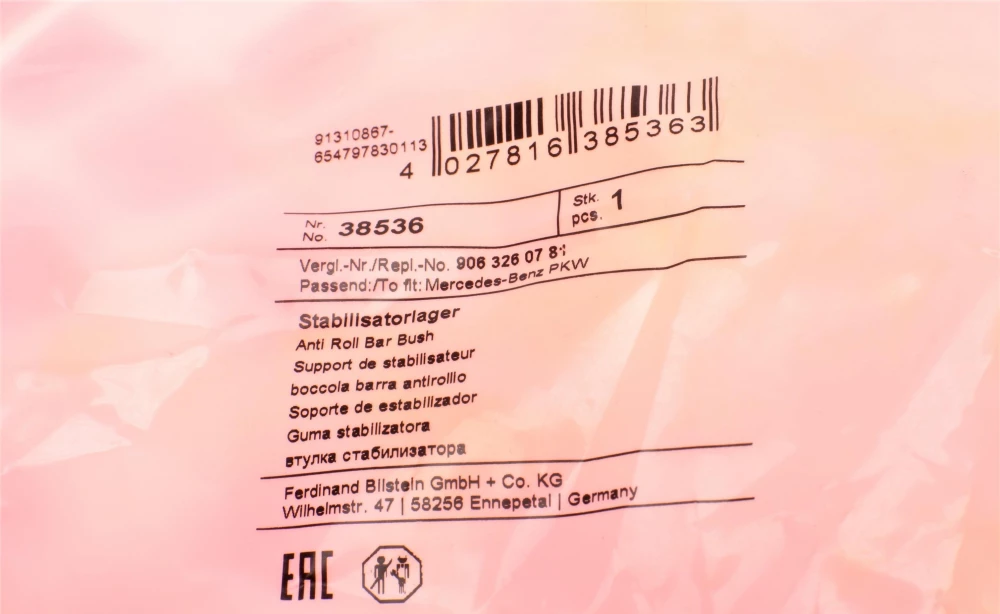 91310867-
654797830113
4 027816 385363
Nr. No. 38536
Stk. pcs. 1
Vergl.-Nr./Repl.-No. 906 326 07
Passend:/To fit: Mercedes-Benz PKW
Stabilisatorlager
Anti Roll Bar Bush
Support de stabilisateur
boccola barra antirollio
Soporte de estabilizador
Guma stabilizatora
втулка стабилизатора
Ferdinand Bilstein GmbH + Co. KG
Wilhelmstr. 47 | 58256 Ennepetal | Germany
EAC